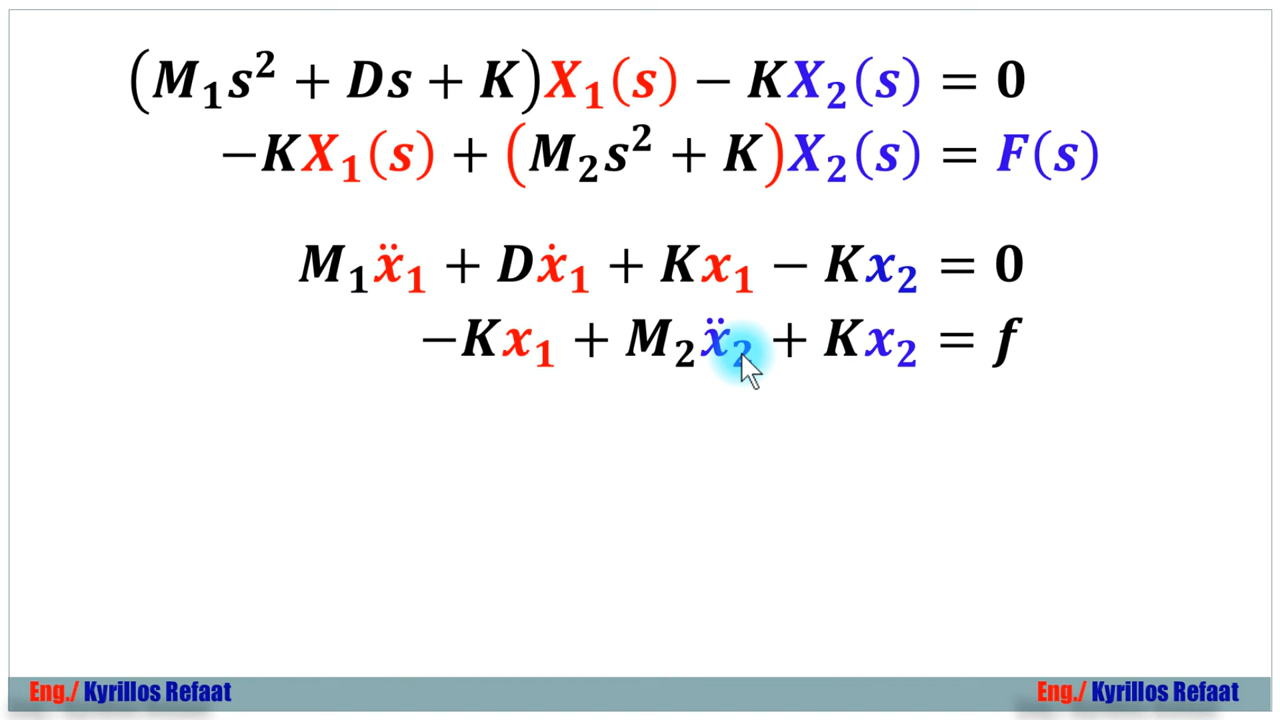 (M₁s² + Ds + K)X₁(s) − KX₂(s) = 0
−KX₁(s) + (M₂s² + K)X₂(s) = F(s)
M₁ẍ₁ + Dẋ₁ + Kx₁ − Kx₂ = 0
−Kx₁ + M₂ẍ₂ + Kx₂ = f
Eng./ Kyrillos Refaat
Eng./ Kyrillos Refaat